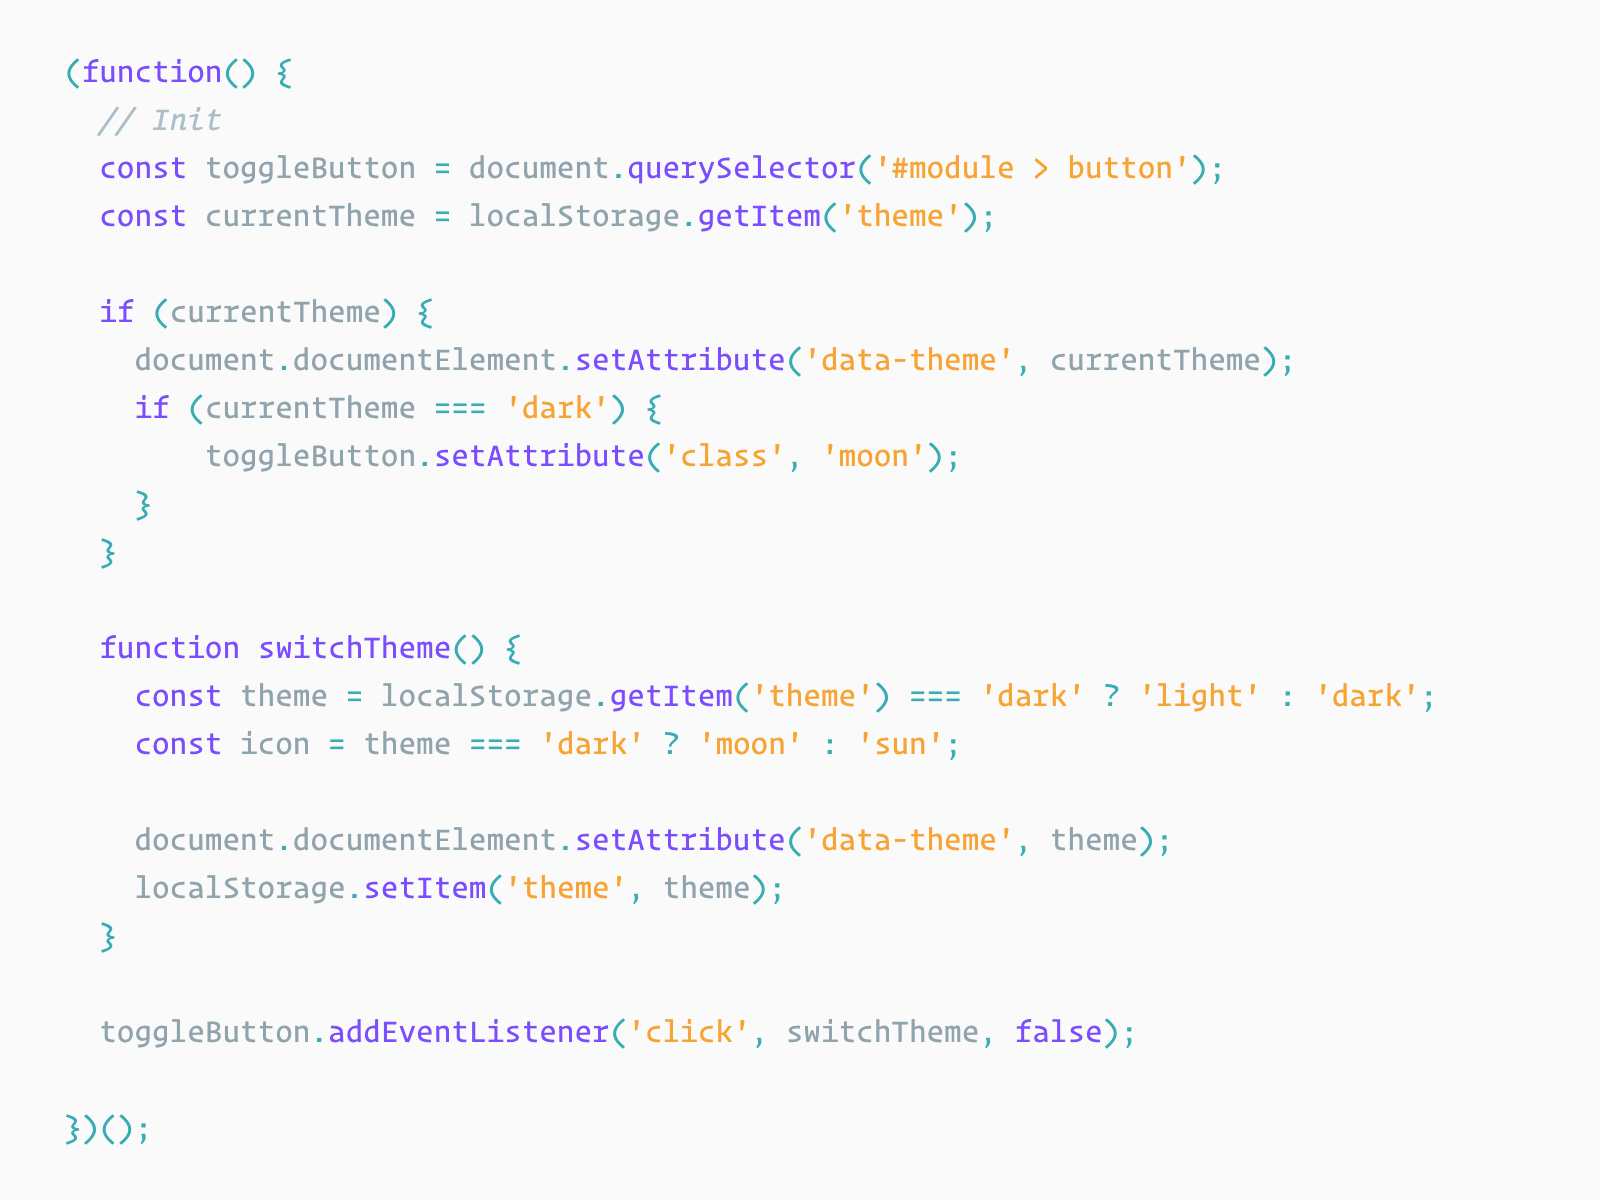 (function() {
  // Init
  const toggleButton = document.querySelector('#module > button');
  const currentTheme = localStorage.getItem('theme');

  if (currentTheme) {
    document.documentElement.setAttribute('data-theme', currentTheme);
    if (currentTheme === 'dark') {
        toggleButton.setAttribute('class', 'moon');
    }
  }

  function switchTheme() {
    const theme = localStorage.getItem('theme') === 'dark' ? 'light' : 'dark';
    const icon = theme === 'dark' ? 'moon' : 'sun';

    document.documentElement.setAttribute('data-theme', theme);
    localStorage.setItem('theme', theme);
  }

  toggleButton.addEventListener('click', switchTheme, false);

})();